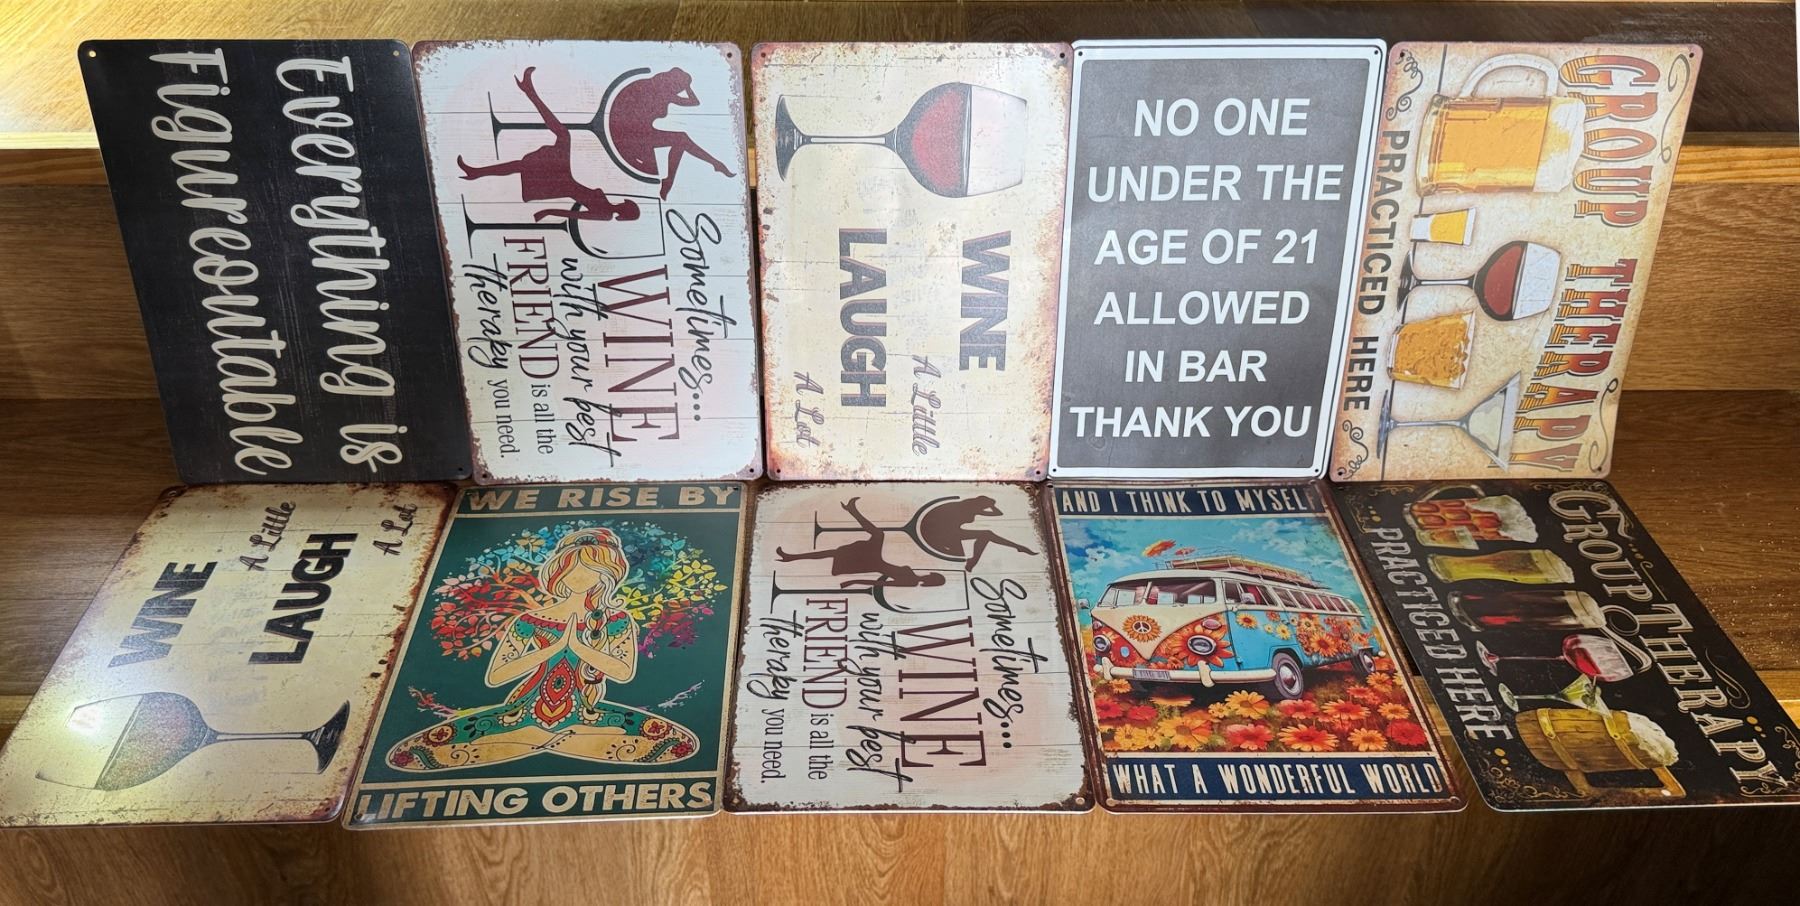 Everything is
Figureoutable
Sometimes...
WINE
with your best
FRIEND is all the
therapy you need.
WINE A Little
LAUGH A Lot
NO ONE
UNDER THE
AGE OF 21
ALLOWED
IN BAR
THANK YOU
GROUP THERAPY
PRACTICED HERE
WINE A Little
LAUGH A Lot
WE RISE BY
LIFTING OTHERS
Sometimes...
WINE
with your best
FRIEND is all the
therapy you need.
AND I THINK TO MYSELF
WHAT A WONDERFUL WORLD
GROUP THERAPY
PRACTICED HERE